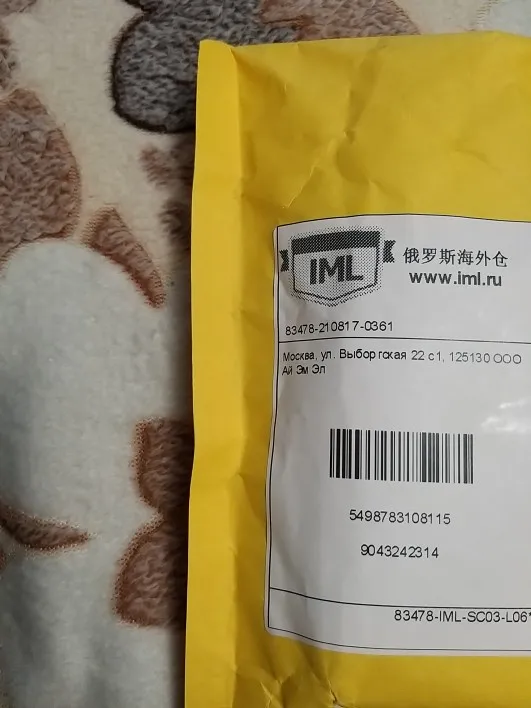 IML
俄罗斯海外仓
www.iml.ru
83478-210817-0361
Москва, ул. Выборгская 22 с1, 125130 ООО
Ай Эм Эл
5498783108115
9043242314
83478-IML-SC03-L06*